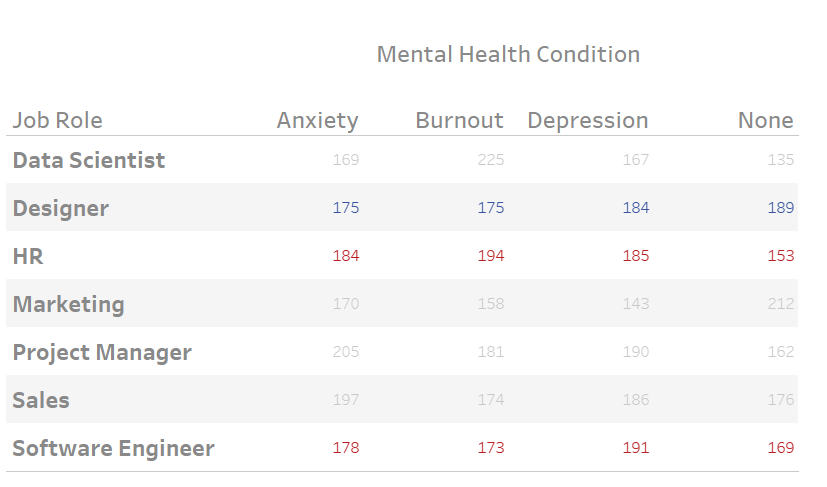 Mental Health Condition
Job Role Anxiety Burnout Depression None
Data Scientist 169 225 167 135
Designer 175 175 184 189
HR 184 194 185 153
Marketing 170 158 143 212
Project Manager 205 181 190 162
Sales 197 174 186 176
Software Engineer 178 173 191 169